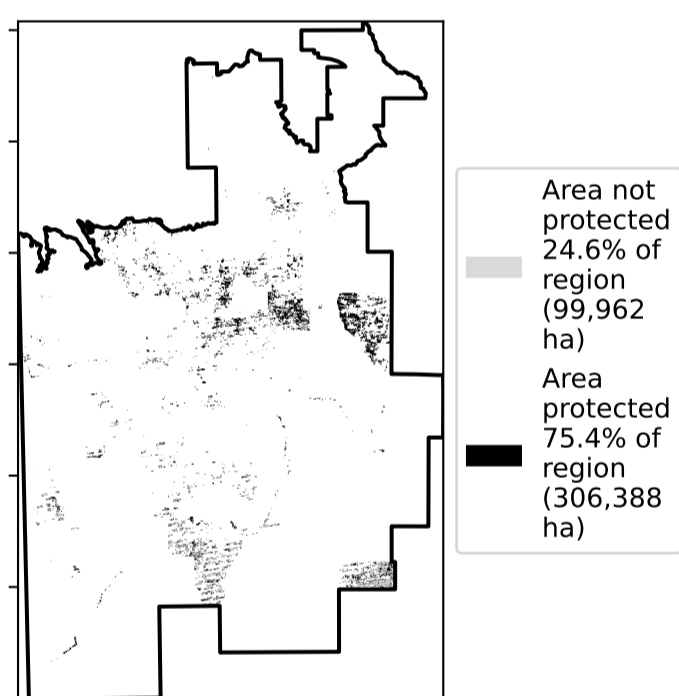 Area not
protected
24.6% of
region
(99,962
ha)
Area
protected
75.4% of
region
(306,388
ha)